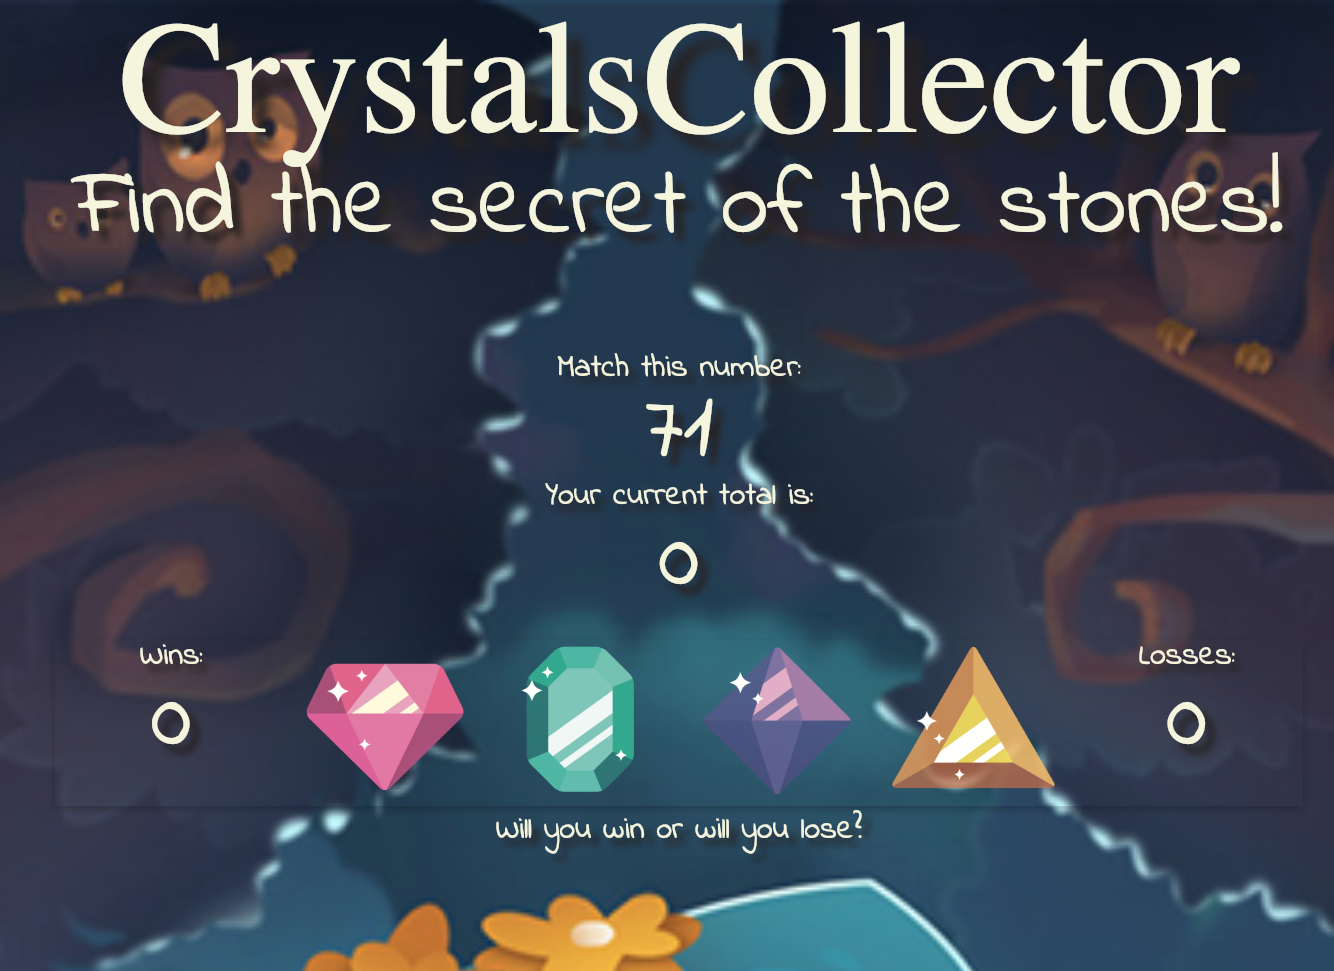 CrystalsCollector
Find the secret of the stones!
Match this number:
71
Your current total is:
0
Wins:
0
Losses:
0
Will you win or will you lose?